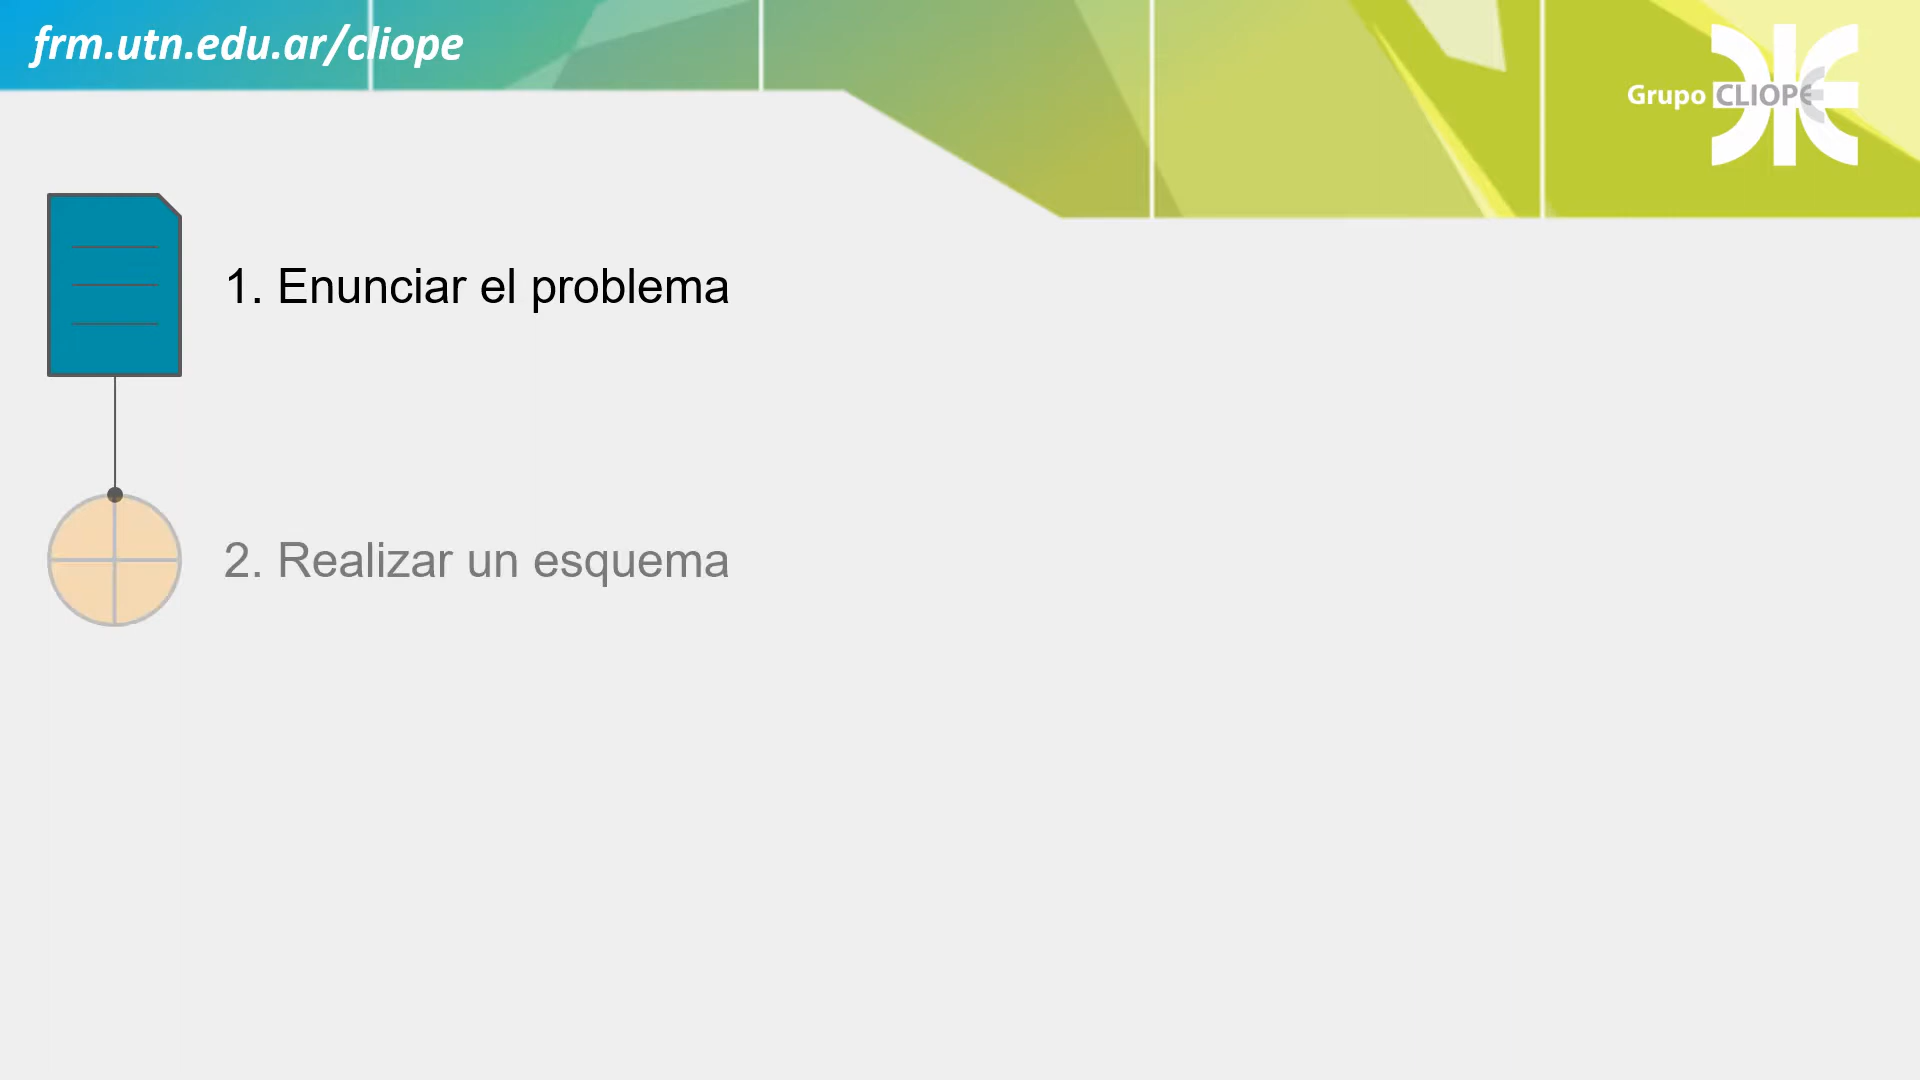 frm.utn.edu.ar/cliope
Grupo CLIOPE
1. Enunciar el problema
2. Realizar un esquema